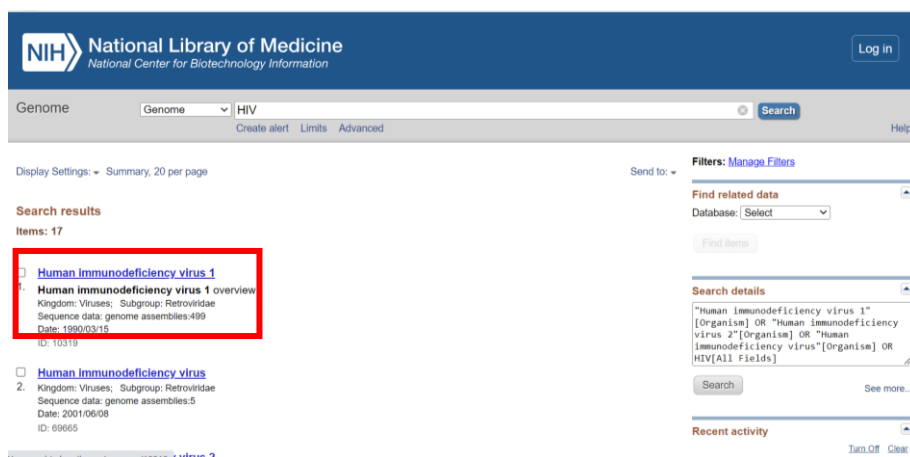 NIH National Library of Medicine
National Center for Biotechnology Information
Log in
Genome
Genome
HIV
Search
Create alert Limits Advanced
Help
Display Settings: Summary, 20 per page
Send to:
Search results
Items: 17
Human immunodeficiency virus 1
1. Human immunodeficiency virus 1 overview
Kingdom: Viruses; Subgroup: Retroviridae
Sequence data: genome assemblies:499
Date: 1990/03/15
ID: 10319
Human immunodeficiency virus
2. Kingdom: Viruses; Subgroup: Retroviridae
Sequence data: genome assemblies:5
Date: 2001/06/08
ID: 69665
virus 2
Filters: Manage Filters
Find related data
Database: Select
Find items
Search details
"Human immunodeficiency virus 1"
[Organism] OR "Human immunodeficiency
virus 2"[Organism] OR "Human
immunodeficiency virus"[Organism] OR
HIV[All Fields]
Search
See more..
Recent activity
Turn Off Clear